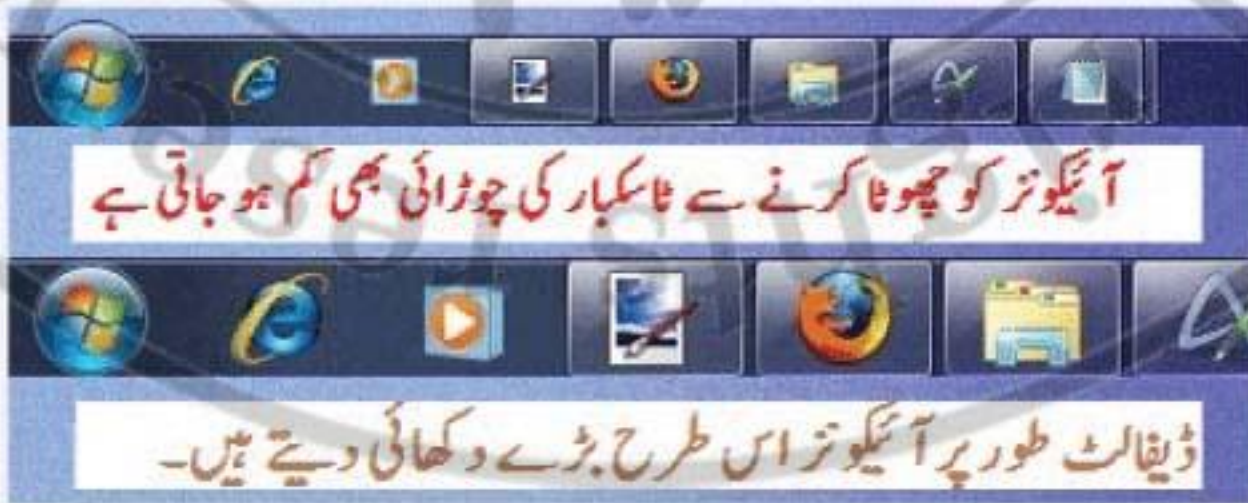 آئیکونز کو چھوٹا کرنے سے ٹاسکبار کی چوڑائی بھی کم ہو جاتی ہے
ڈیفالٹ طور پر آئیکونز اس طرح بڑے دکھائی دیتے ہیں۔